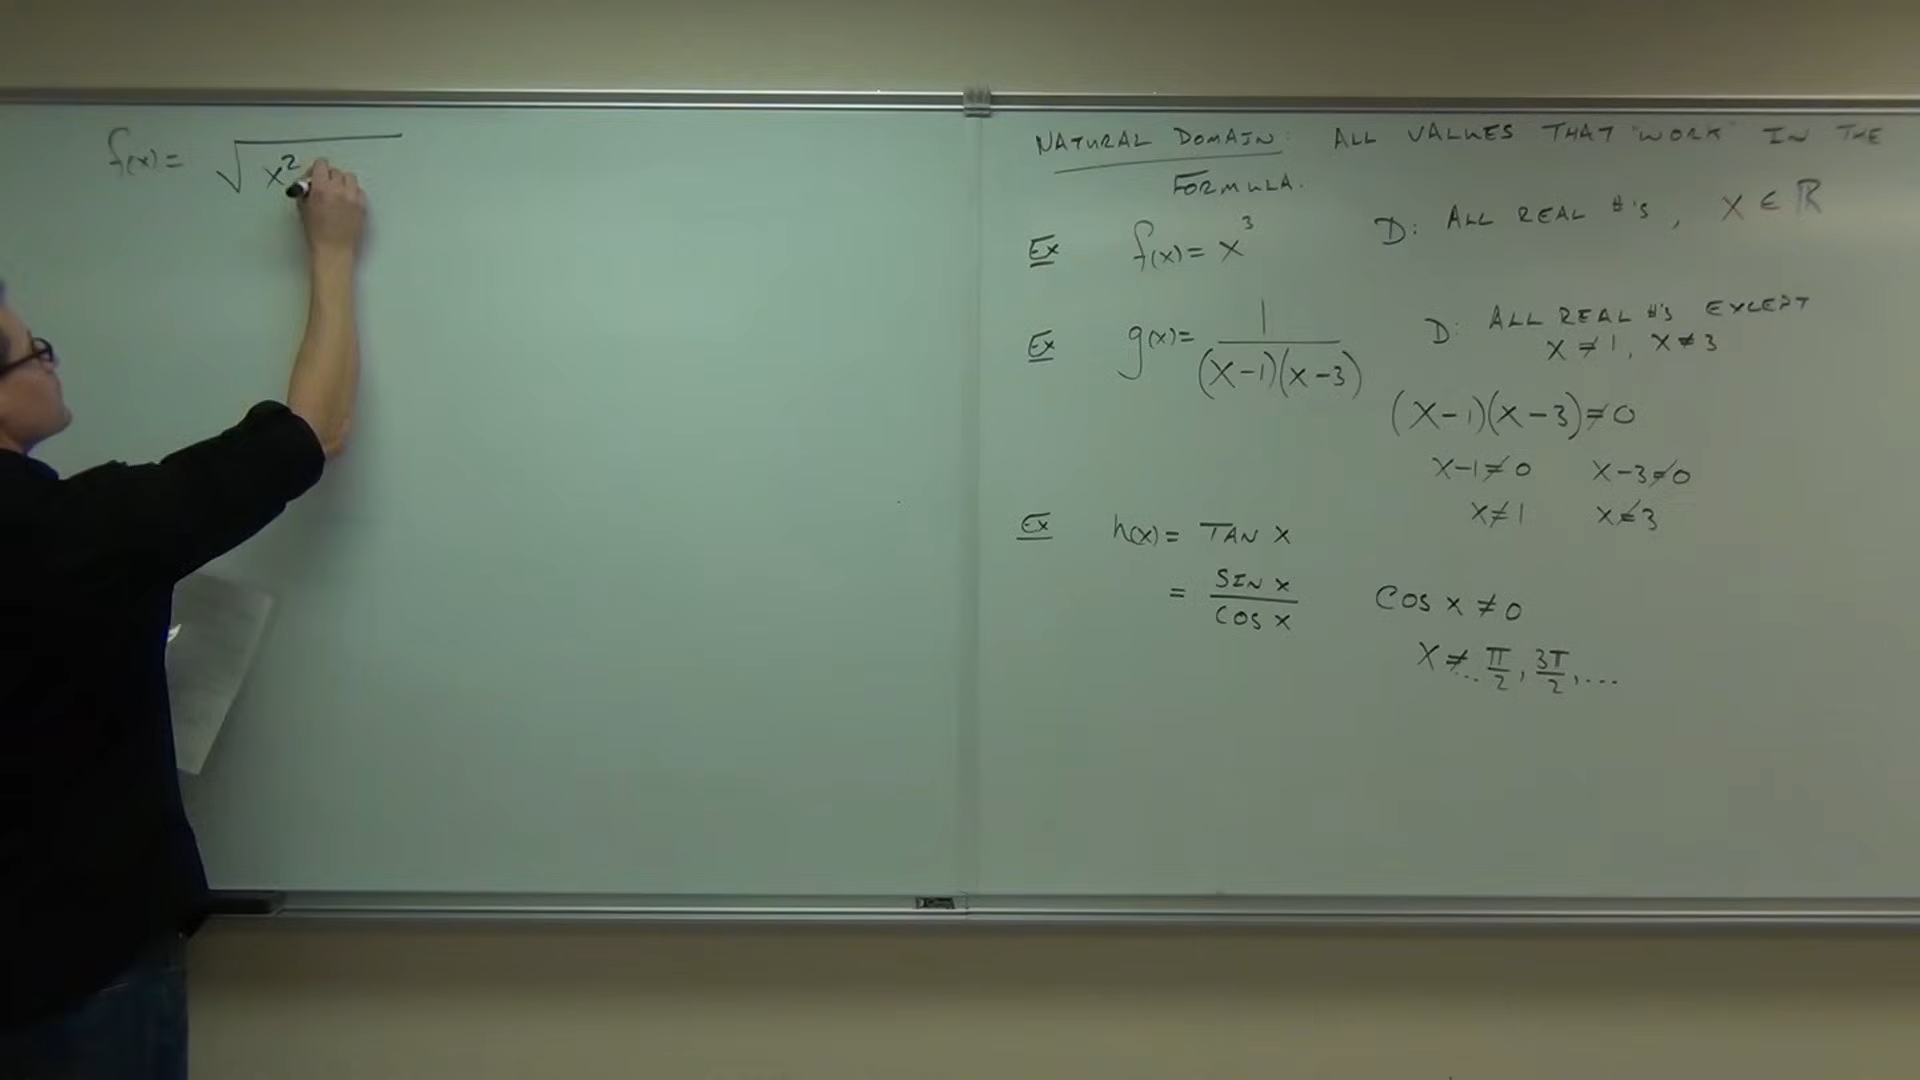 f(x) = √x²
NATURAL DOMAIN: ALL VALUES THAT "WORK" IN THE
FORMULA.
Ex f(x) = x³ D: ALL REAL #'s, x ∈ ℝ
Ex g(x) = 1/((x-1)(x-3)) D: ALL REAL #'s EXCEPT
x ≠ 1, x ≠ 3
(x-1)(x-3) ≠ 0
x-1 ≠ 0 x-3 ≠ 0
x ≠ 1 x ≠ 3
Ex h(x) = TAN x
= SIN x / COS x COS x ≠ 0
x ≠ ... π/2, 3π/2, ...